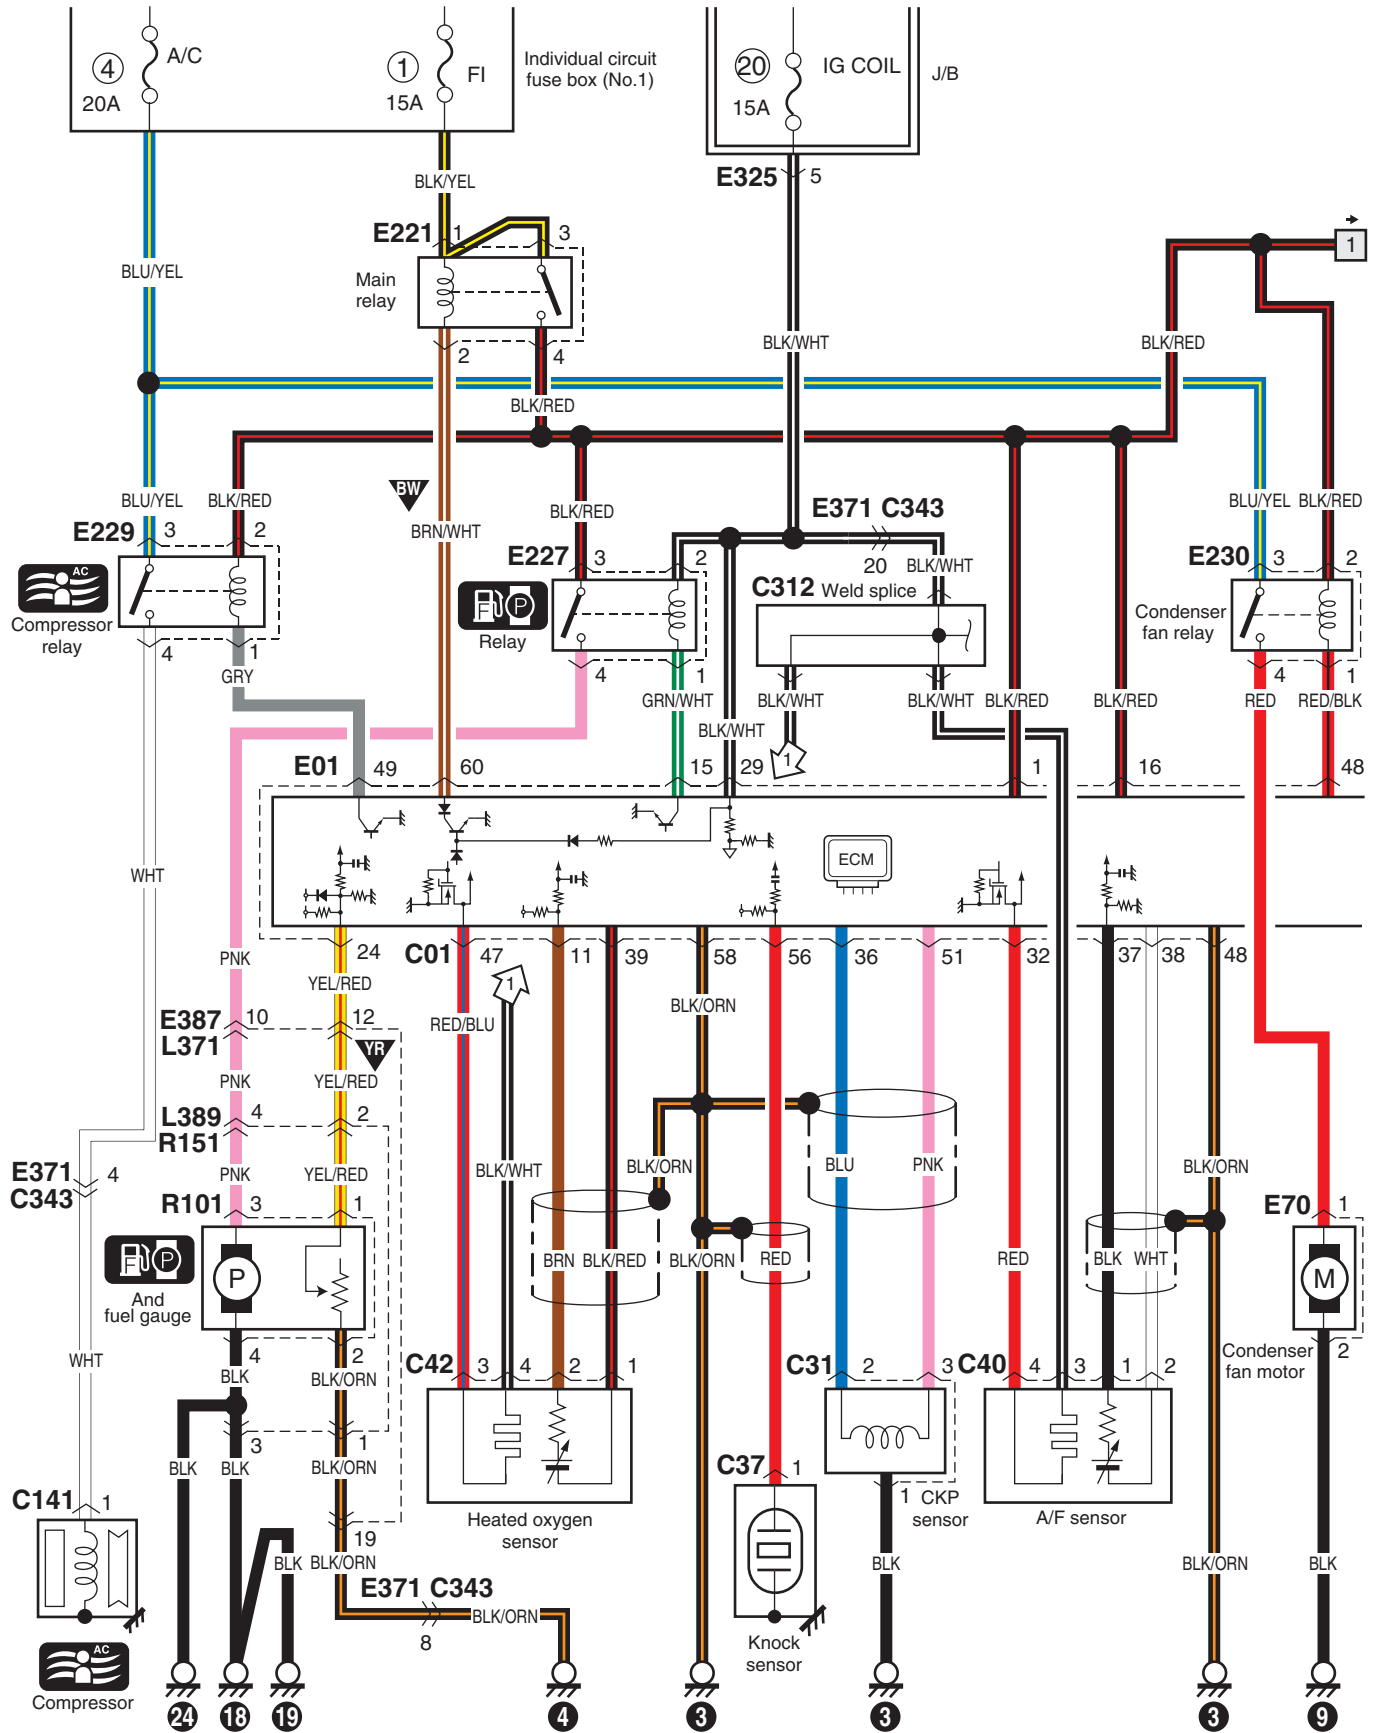 4 A/C
20A
1 FI
15A
Individual circuit
fuse box (No.1)
20 IG COIL
15A
J/B
E325 5
BLK/YEL
E221 1 3
1
Main
relay
BLU/YEL
BLK/WHT
BLK/RED
2 4
BLK/RED
BW
BLU/YEL BLK/RED
BLK/RED
BRN/WHT
E371 C343
20
BLU/YEL BLK/RED
E229 3 2
E227 3 2
BLK/WHT
E230 3 2
AC
Compressor
relay
F P
Relay
C312 Weld splice
Condenser
fan relay
4 1
GRY
4 1
GRN/WHT
BLK/WHT
BLK/WHT
BLK/RED
BLK/RED
4 1
RED RED/BLK
BLK/WHT
1
E01 49 60 15 29 1 16 48
ECM
WHT
24
C01 47 11 39 58 56 36 51 32 37 38 48
PNK
YEL/RED
1
RED/BLU
BLK/ORN
E387 10 12
L371
YR
PNK YEL/RED
L389 4 2
R151
PNK YEL/RED
BLK/WHT
BLK/ORN
BLU
PNK
BLK/ORN
E371 4
C343
R101 3 1
E70 1
F P
And
fuel gauge
P
BRN BLK/RED BLK/ORN RED
RED
BLK WHT
M
Condenser
fan motor
2
WHT
4 2
BLK BLK/ORN
C42 3 4 2 1
C31 2 3
C40 4 3 1 2
3 1
BLK BLK BLK/ORN
C37 1
1 CKP
sensor
C141 1
Heated oxygen
sensor
A/F sensor
19
BLK BLK/ORN
BLK
BLK/ORN
BLK
E371 C343
BLK/ORN
8
Knock
sensor
AC
Compressor
24 18 19 4 3 3 3 9